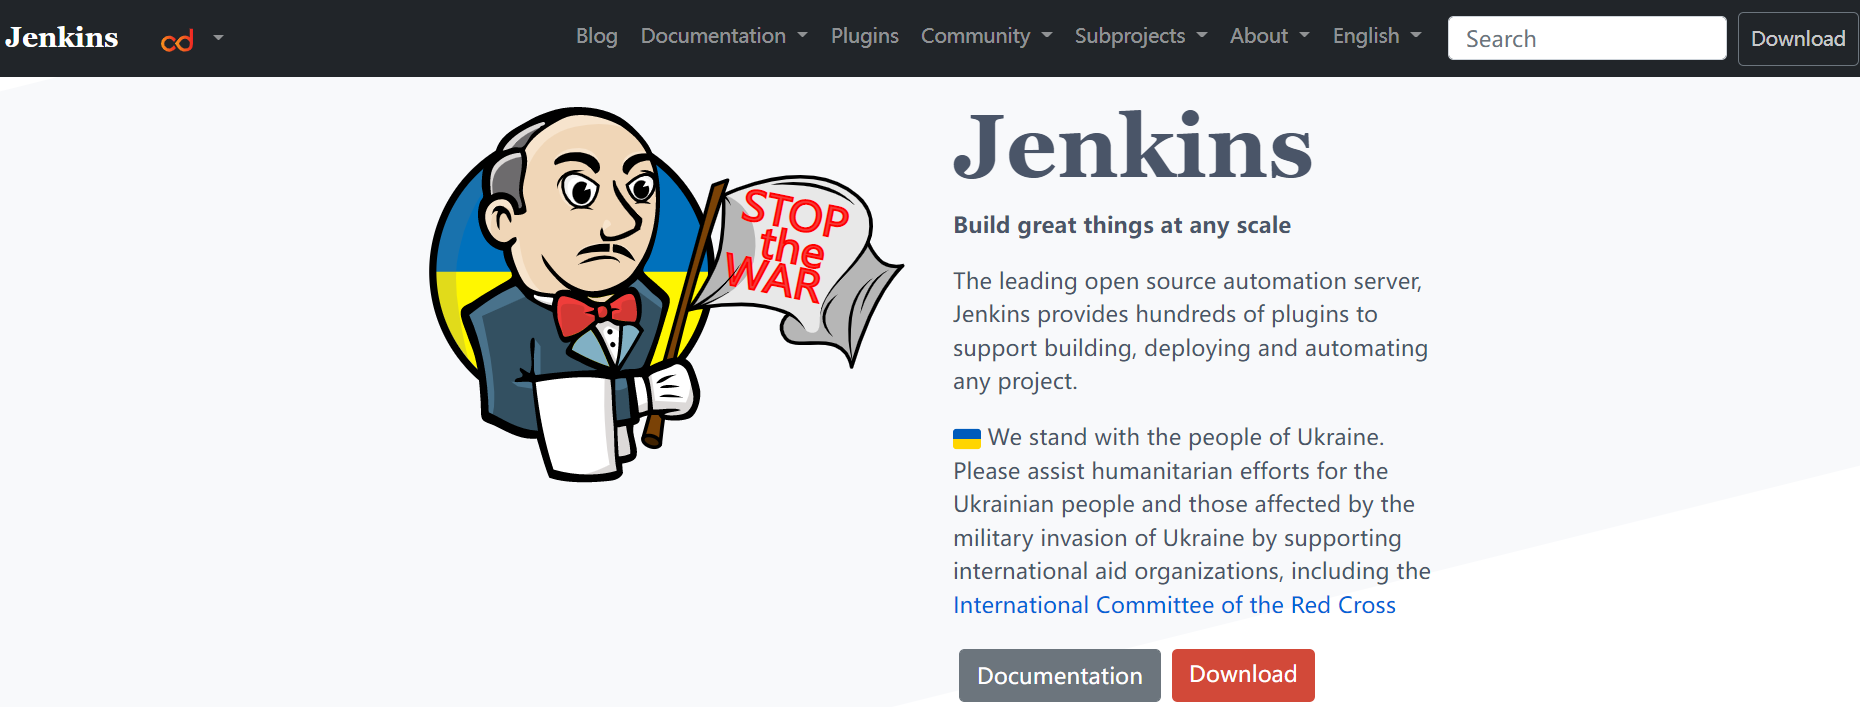 Jenkins
Blog Documentation Plugins Community Subprojects About English Search Download
STOP
the
WAR
Jenkins
Build great things at any scale
The leading open source automation server,
Jenkins provides hundreds of plugins to
support building, deploying and automating
any project.
We stand with the people of Ukraine.
Please assist humanitarian efforts for the
Ukrainian people and those affected by the
military invasion of Ukraine by supporting
international aid organizations, including the
International Committee of the Red Cross
Documentation Download